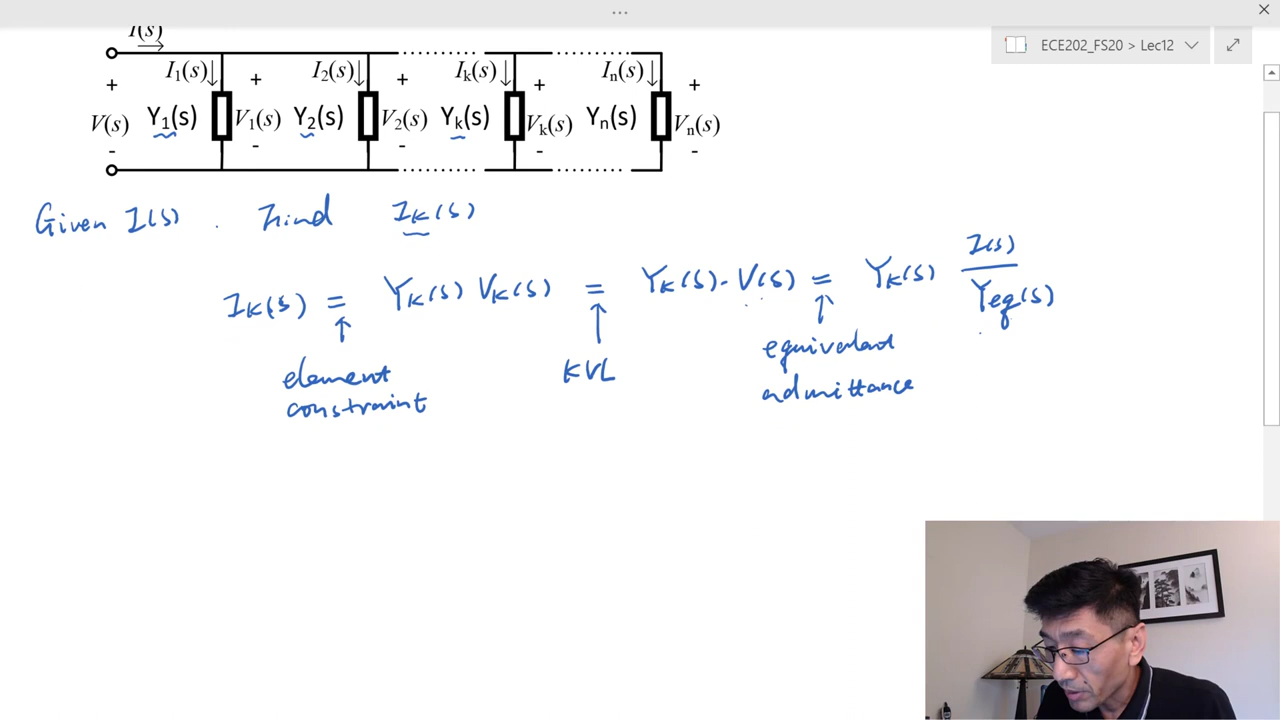 ...
ECE202_FS20 > Lec12
I(s)
I1(s)↓ + I2(s)↓ + Ik(s)↓ + In(s)↓ +
+
V(s) Y1(s) V1(s) Y2(s) V2(s) Yk(s) Vk(s) Yn(s) Vn(s)
- - - - -
Given I(s). Find IK(s)
IK(s) = YK(s) VK(s) = YK(s). V(s) = YK(s) I(s) / Yeq(s)
↑ ↑ ↑
element constraint
KVL
equivalent
admittance